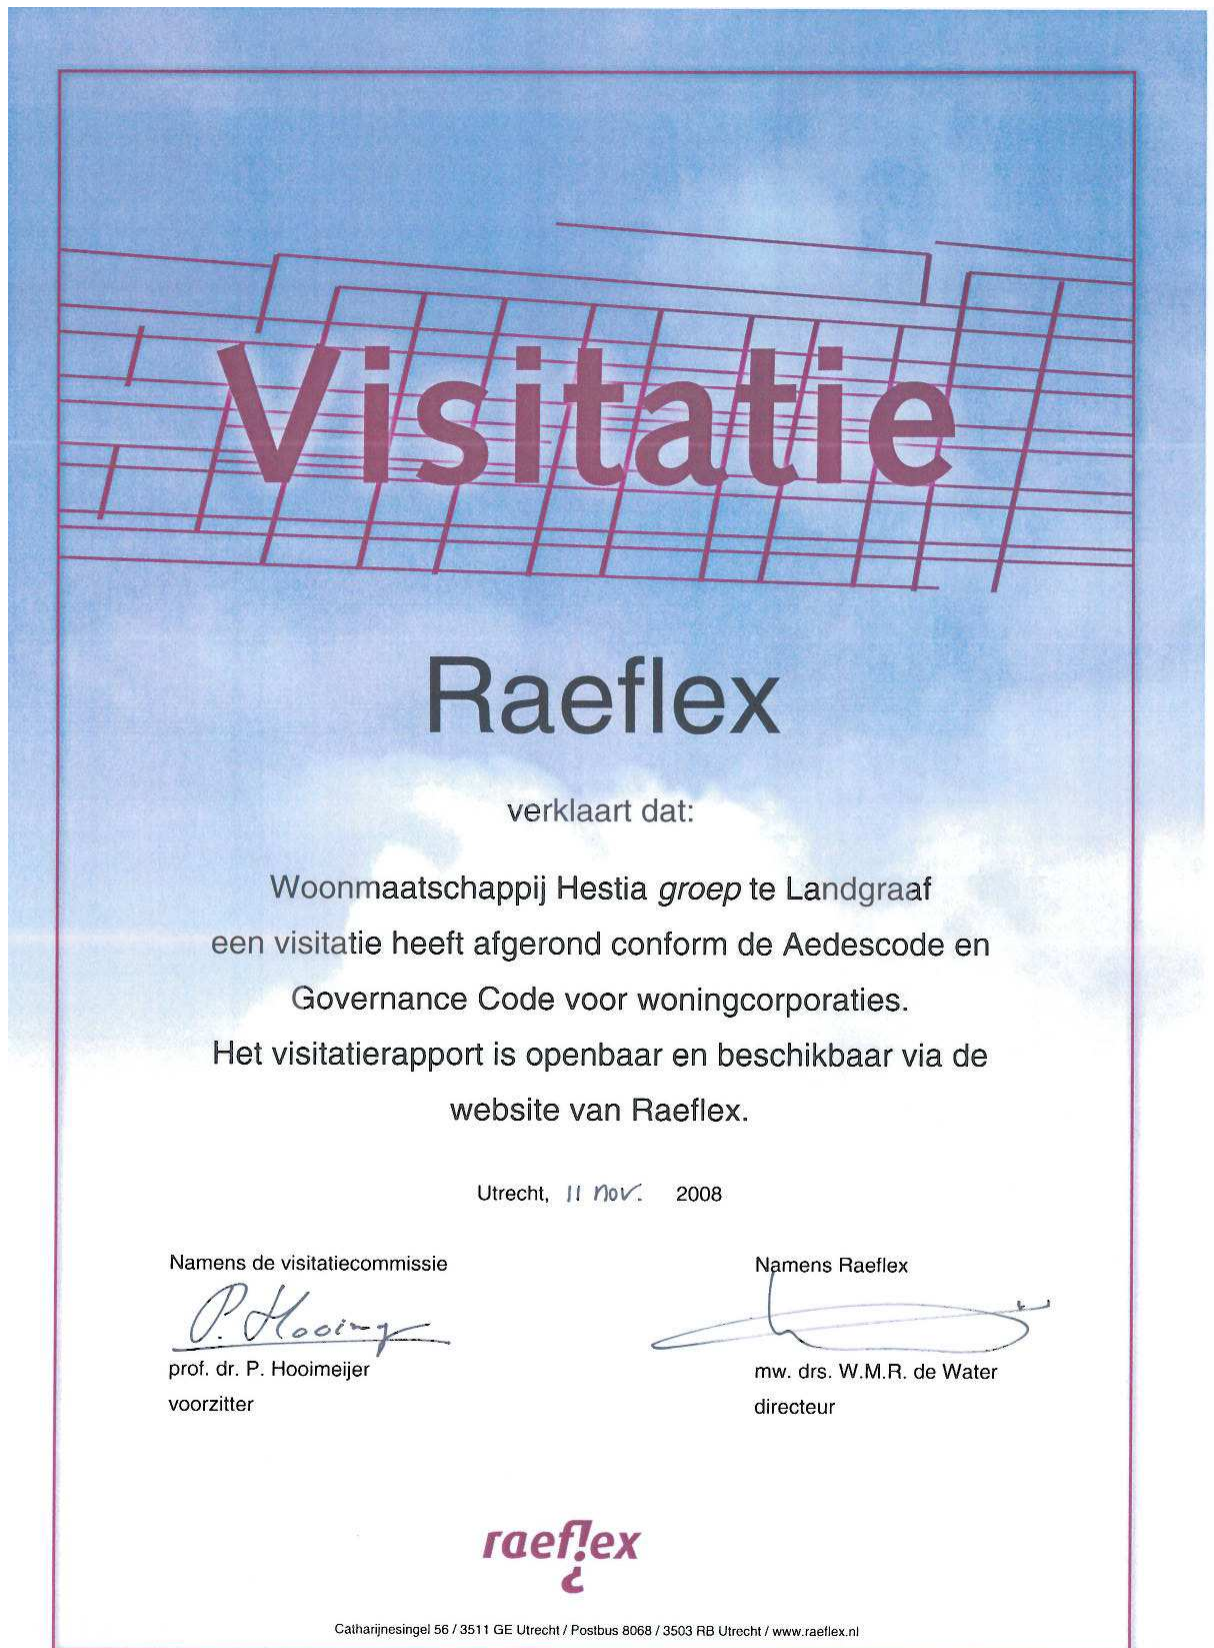 Visitatie
Raeflex
verklaart dat:
Woonmaatschappij Hestia groep te Landgraaf
een visitatie heeft afgerond conform de Aedescode en
Governance Code voor woningcorporaties.
Het visitatierapport is openbaar en beschikbaar via de
website van Raeflex.
Utrecht, 11 nov. 2008
Namens de visitatiecommissie
Namens Raeflex
P. Hooimeijer
prof. dr. P. Hooimeijer
mw. drs. W.M.R. de Water
voorzitter
directeur
raeflex
Catharijnesingel 56 / 3511 GE Utrecht / Postbus 8068 / 3503 RB Utrecht / www.raeflex.nl